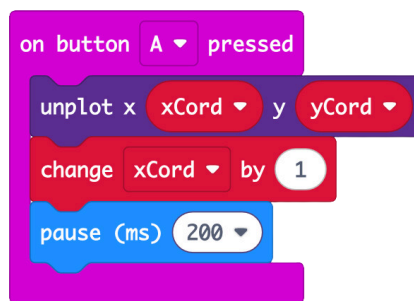 on button A pressed
unplot x xCord y yCord
change xCord by 1
pause (ms) 200